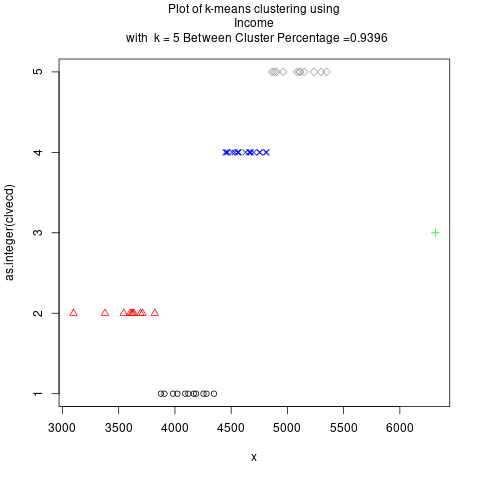 Plot of k-means clustering using
Income
with  k = 5 Between Cluster Percentage =0.9396
as.integer(clvecd)
5
4
3
2
1
3000 3500 4000 4500 5000 5500 6000
x